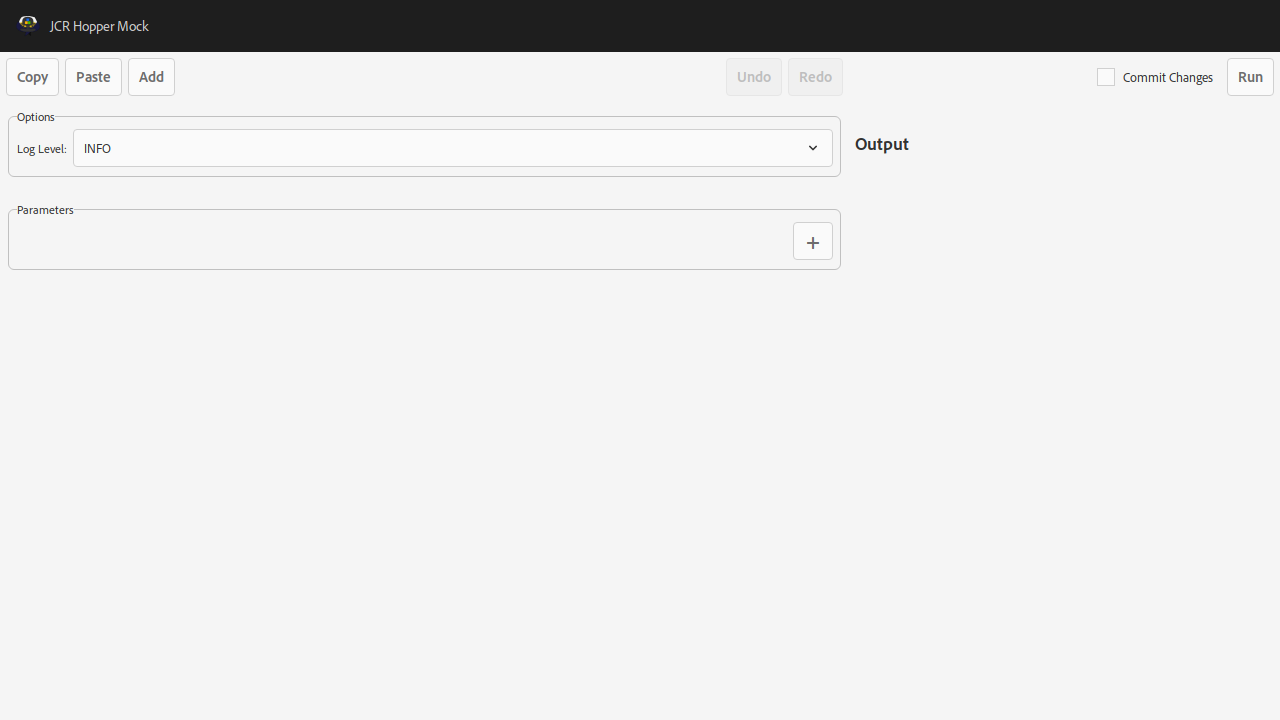 JCR Hopper Mock
Copy Paste Add Undo Redo Commit Changes Run
Options
Log Level: INFO
Output
Parameters
+